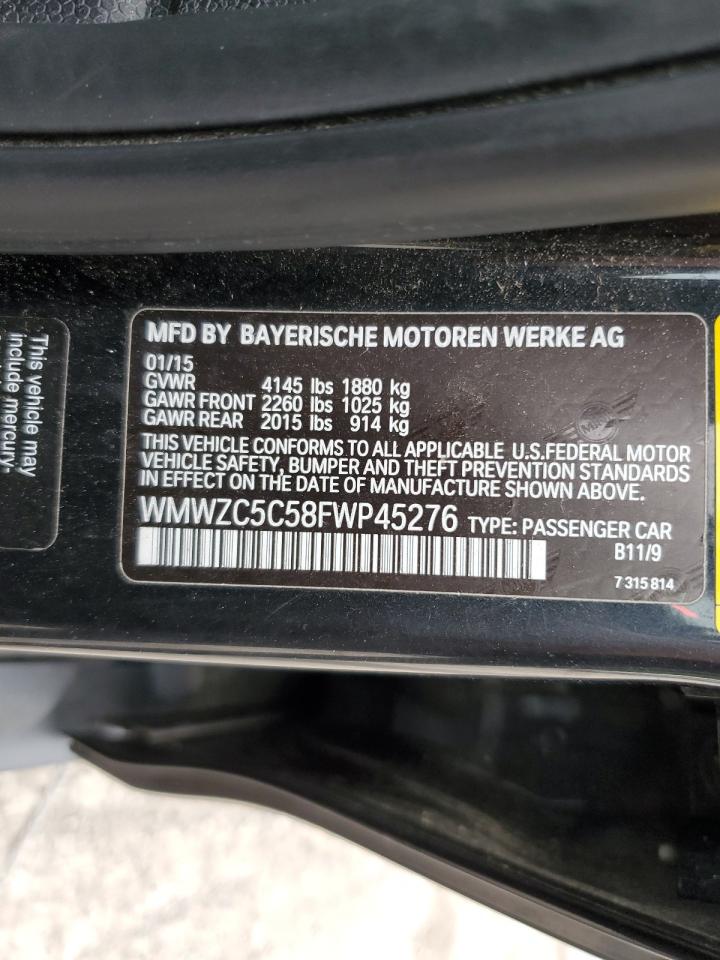 MFD BY BAYERISCHE MOTOREN WERKE AG
01/15
GVWR 4145 lbs 1880 kg
GAWR FRONT 2260 lbs 1025 kg
GAWR REAR 2015 lbs 914 kg
THIS VEHICLE CONFORMS TO ALL APPLICABLE U.S.FEDERAL MOTOR
VEHICLE SAFETY, BUMPER AND THEFT PREVENTION STANDARDS
IN EFFECT ON THE DATE OF MANUFACTURE SHOWN ABOVE.
WMWZC5C58FWP45276 TYPE: PASSENGER CAR
B11/9
7 315 814
This vehicle may
include mercury-